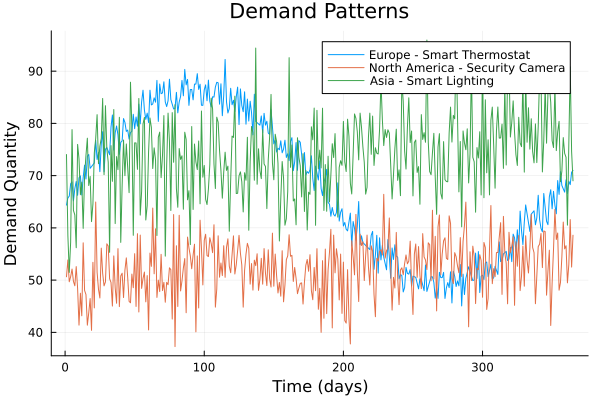 Demand Patterns
Europe - Smart Thermostat
North America - Security Camera
Asia - Smart Lighting
Demand Quantity
90
80
70
60
50
40
0
100
200
300
Time (days)